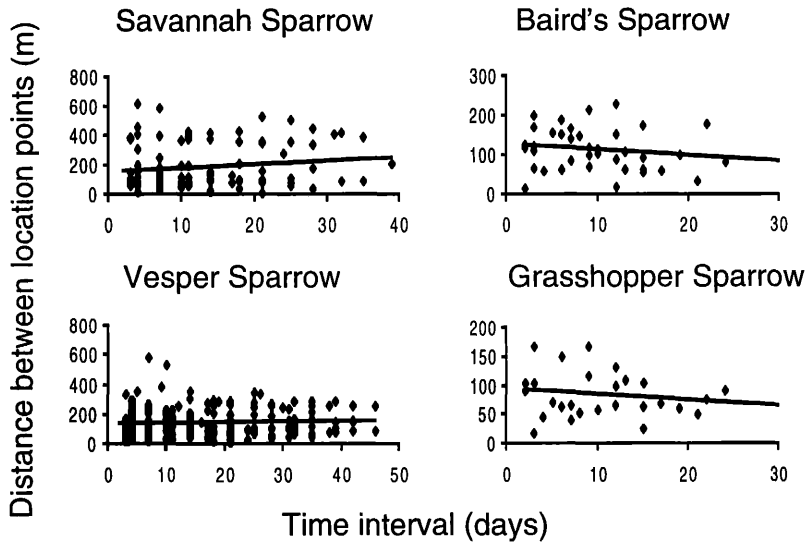 Savannah Sparrow
Baird's Sparrow
Distance between location points (m)
800
600
400
200
0
0 10 20 30 40
300
200
100
0
0 10 20 30
Vesper Sparrow
Grasshopper Sparrow
800
600
400
200
0
0 10 20 30 40 50
200
150
100
50
0
0 10 20 30
Time interval (days)